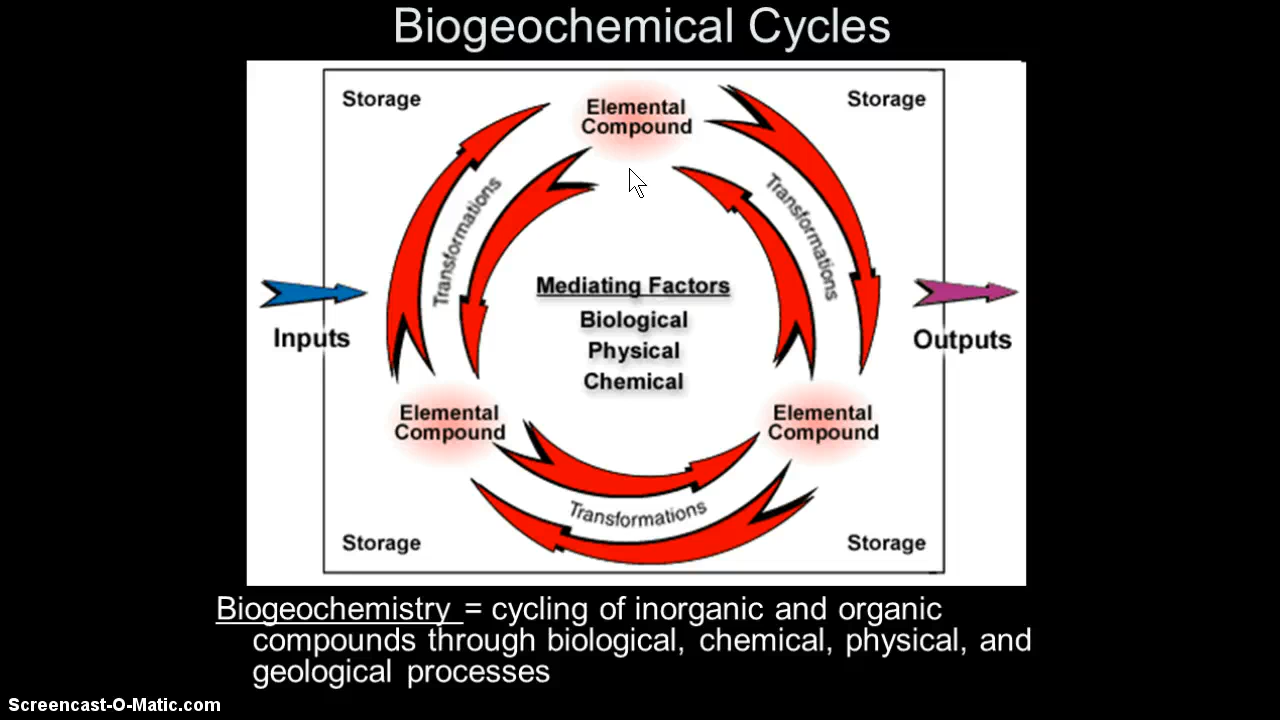 Biogeochemical Cycles
Storage
Storage
Elemental
Compound
Transformations
Transformations
Mediating Factors
Biological
Physical
Chemical
Inputs
Outputs
Elemental
Compound
Elemental
Compound
Transformations
Storage
Storage
Biogeochemistry = cycling of inorganic and organic
compounds through biological, chemical, physical, and
geological processes
Screencast-O-Matic.com